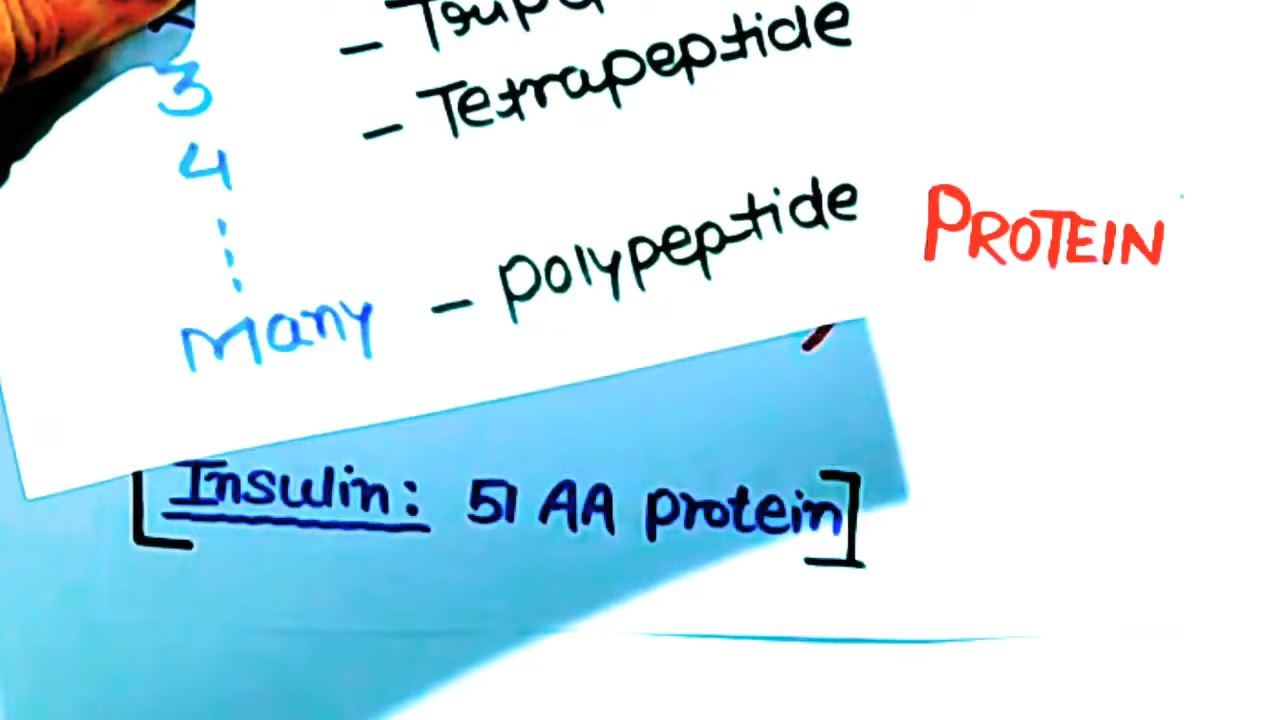 3 -
4 - Tetrapeptide
Many - polypeptide PROTEIN
[Insulin: 51 AA protein]